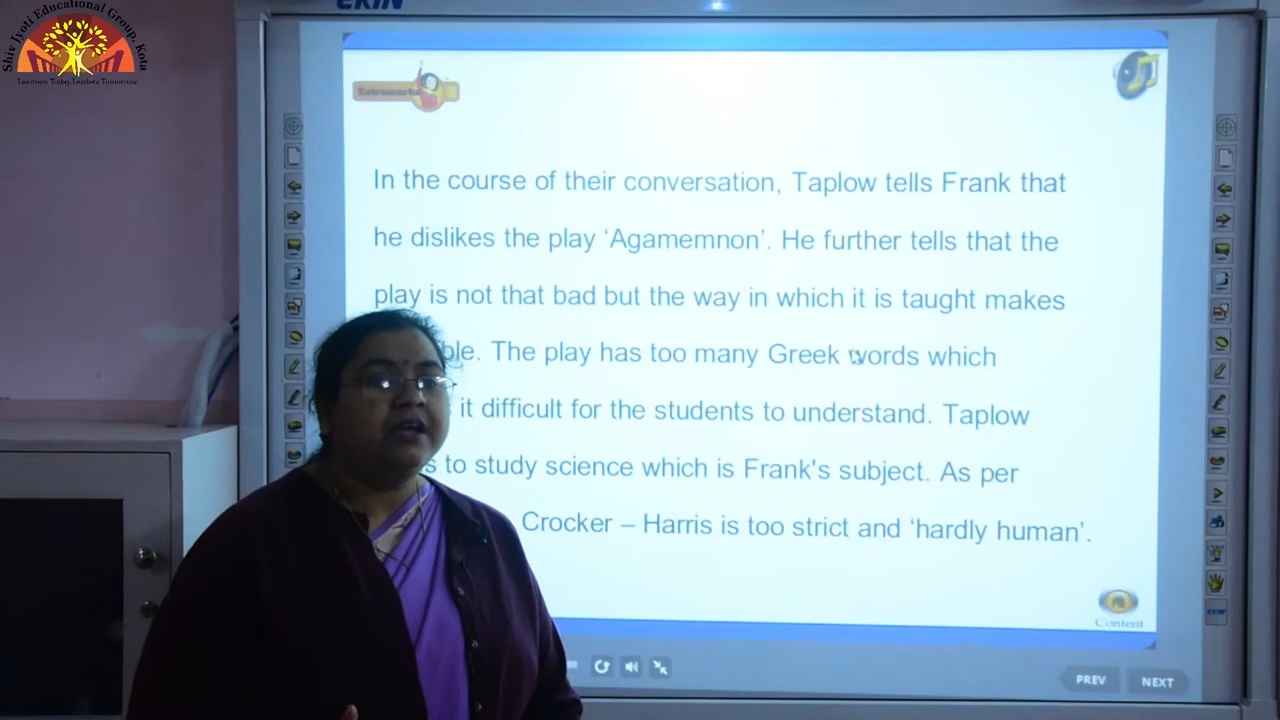 Shiv Jyoti Educational Group, Kota
Learners Today, Leaders Tomorrow
EKIN
Extramarks
In the course of their conversation, Taplow tells Frank that
he dislikes the play ‘Agamemnon’. He further tells that the
play is not that bad but the way in which it is taught makes
ble. The play has too many Greek words which
it difficult for the students to understand. Taplow
s to study science which is Frank's subject. As per
Crocker – Harris is too strict and ‘hardly human’.
Content
PREV NEXT
EKIN